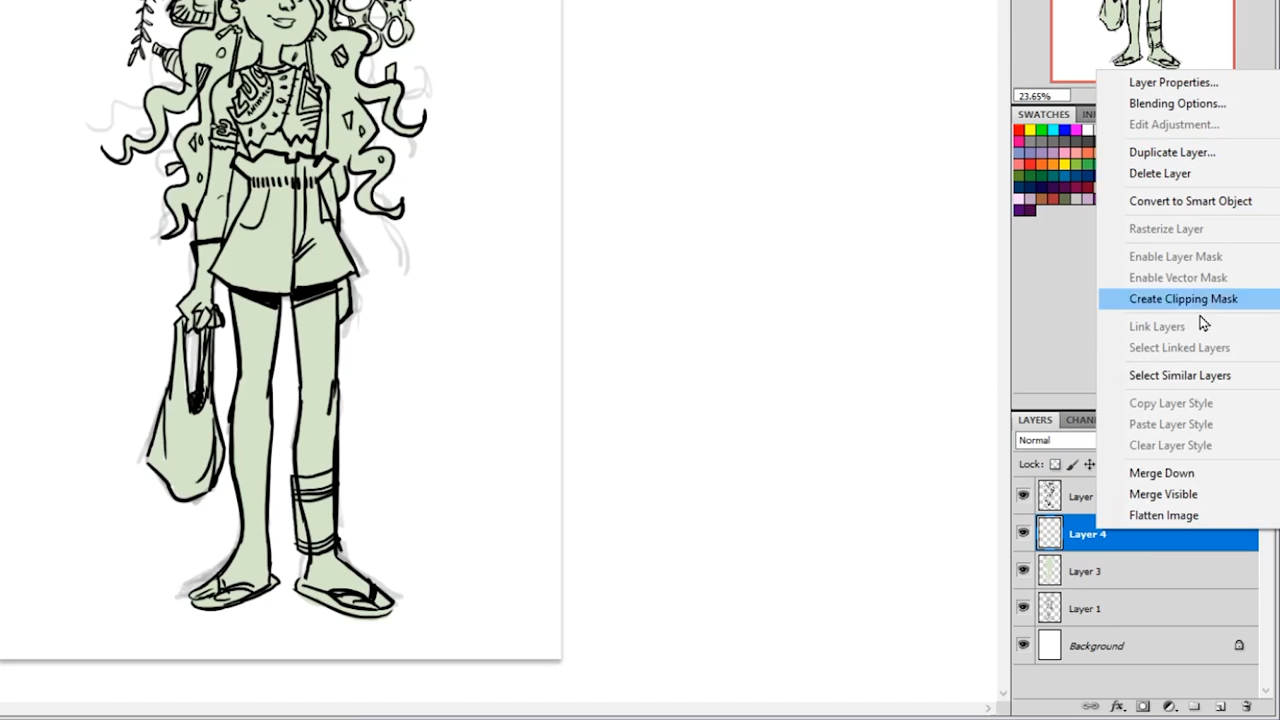 ZOO
23.65%
SWATCHES
Layer Properties...
Blending Options...
Edit Adjustment...
Duplicate Layer...
Delete Layer
Convert to Smart Object
Rasterize Layer
Enable Layer Mask
Enable Vector Mask
Create Clipping Mask
Link Layers
Select Linked Layers
Select Similar Layers
Copy Layer Style
Paste Layer Style
Clear Layer Style
Merge Down
Merge Visible
Flatten Image
LAYERS
Normal
Lock:
Layer
Layer 4
Layer 3
Layer 1
Background
fx